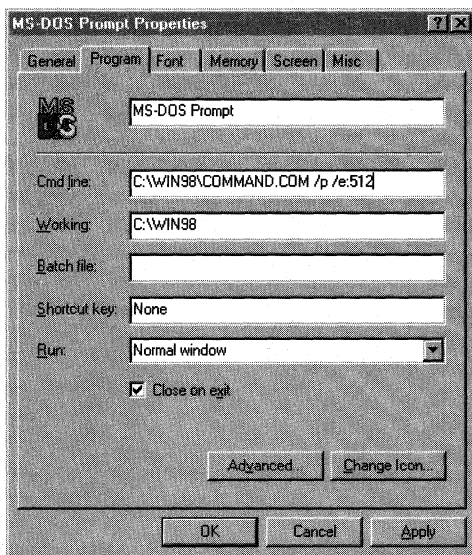 MS-DOS Prompt Properties
General Program Font Memory Screen Misc
MS
DOS
MS-DOS Prompt
Cmd line: C:\WIN98\COMMAND.COM /p /e:512
Working: C:\WIN98
Batch file:
Shortcut key: None
Run: Normal window
Close on exit
Advanced... Change Icon...
OK Cancel Apply